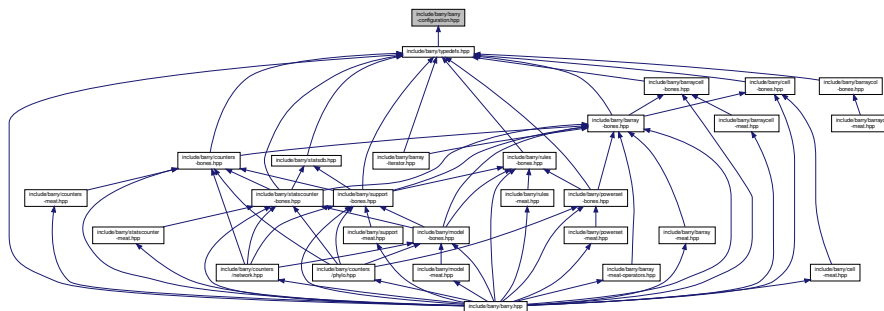 include/barry/barry
-configuration.hpp
include/barry/typedefs.hpp
include/barry/barraycell
-bones.hpp
include/barry/cell
-bones.hpp
include/barry/barraycol
-bones.hpp
include/barry/barray
-bones.hpp
include/barry/barraycell
-meat.hpp
include/barry/barrayc
-meat.hpp
include/barry/counters
-bones.hpp
include/barry/statsdb.hpp
include/barry/barray
-iterator.hpp
include/barry/rules
-bones.hpp
include/barry/counters
-meat.hpp
include/barry/statscounter
-bones.hpp
include/barry/support
-bones.hpp
include/barry/rules
-meat.hpp
include/barry/powerset
-bones.hpp
include/barry/statscounter
-meat.hpp
include/barry/support
-meat.hpp
include/barry/model
-bones.hpp
include/barry/powerset
-meat.hpp
include/barry/barray
-meat.hpp
include/barry/counters
/network.hpp
include/barry/counters
/phylo.hpp
include/barry/model
-meat.hpp
include/barry/barray
-meat-operators.hpp
include/barry/cell
-meat.hpp
include/barry/barry.hpp